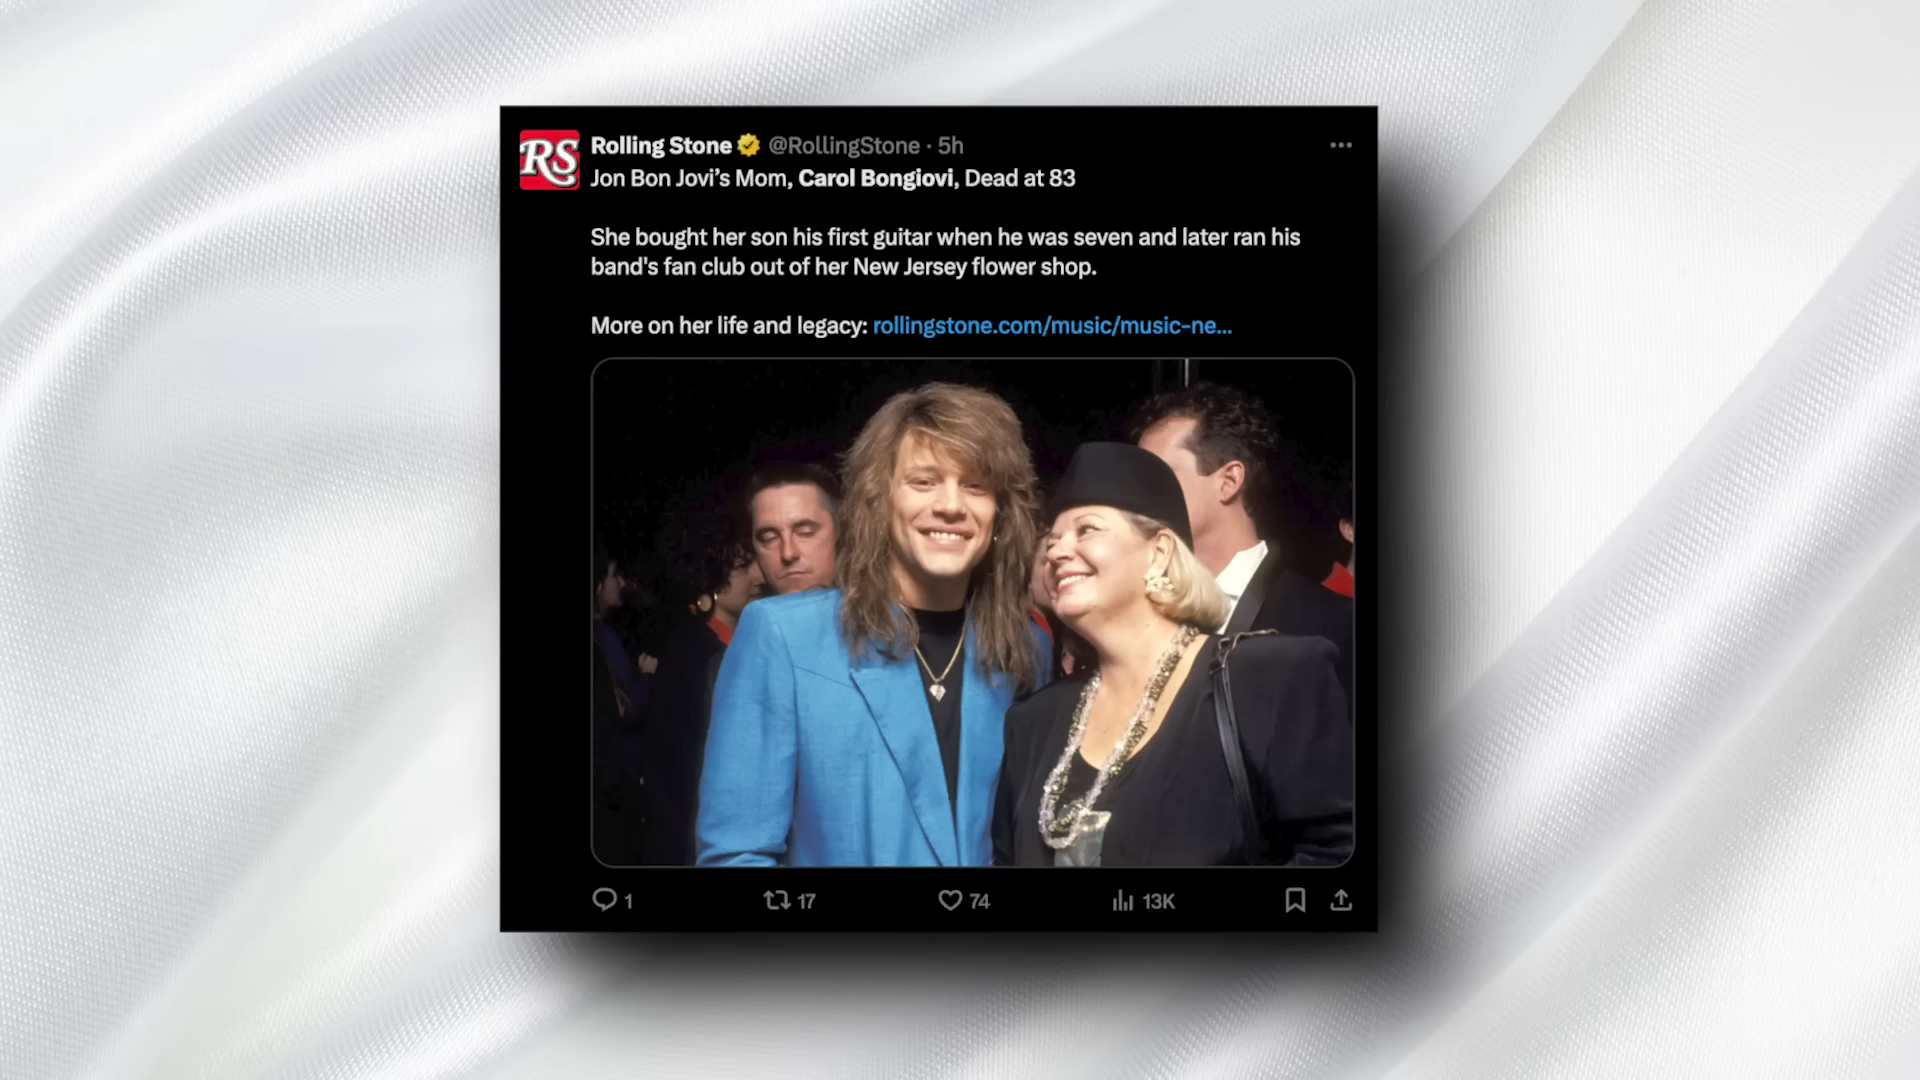 RS
Rolling Stone @RollingStone · 5h
Jon Bon Jovi’s Mom, Carol Bongiovi, Dead at 83
She bought her son his first guitar when he was seven and later ran his
band's fan club out of her New Jersey flower shop.
More on her life and legacy: rollingstone.com/music/music-ne...
1 17 74 13K